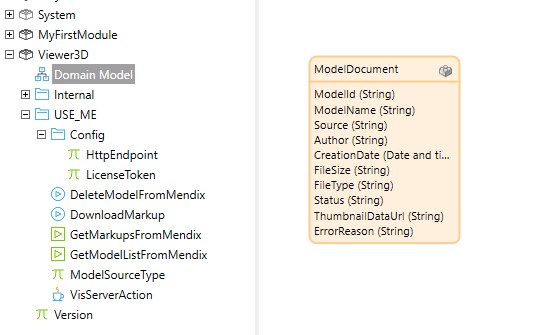 System
MyFirstModule
Viewer3D
Domain Model
Internal
USE_ME
Config
HttpEndpoint
LicenseToken
DeleteModelFromMendix
DownloadMarkup
GetMarkupsFromMendix
GetModelListFromMendix
ModelSourceType
VisServerAction
Version
ModelDocument
ModelId (String)
ModelName (String)
Source (String)
Author (String)
CreationDate (Date and ti...
FileSize (String)
FileType (String)
Status (String)
ThumbnailDataUrl (String)
ErrorReason (String)